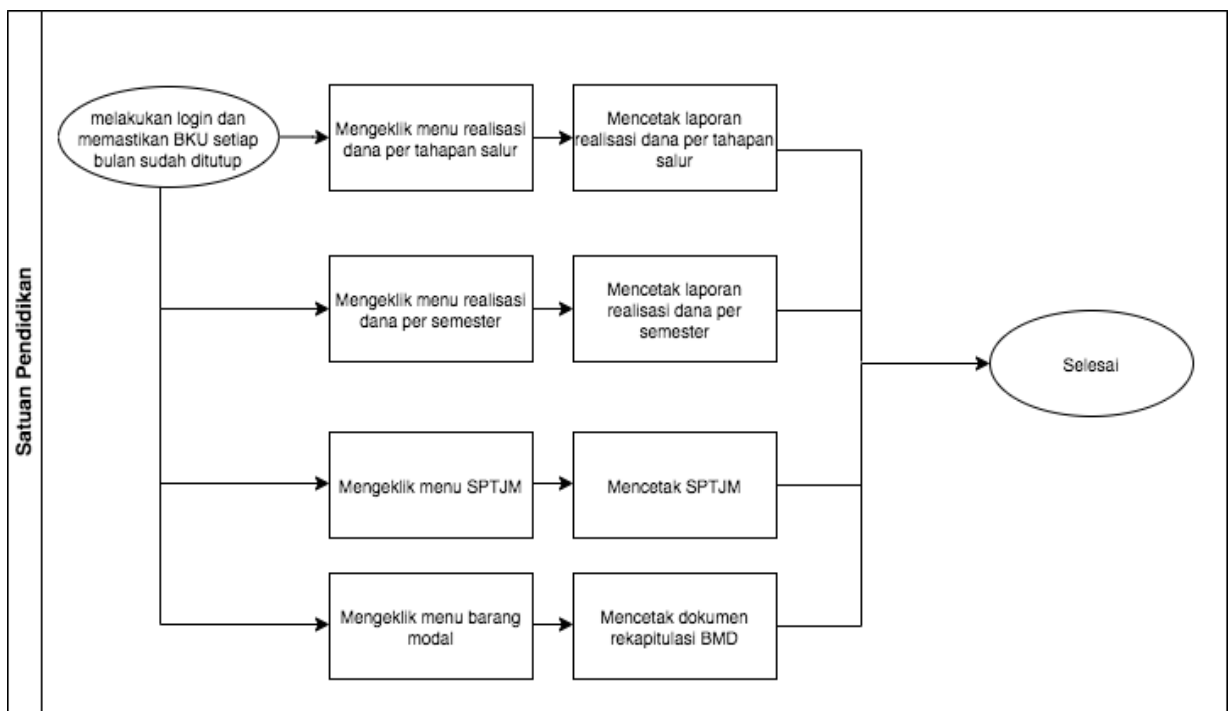 Satuan Pendidikan
melakukan login dan
memastikan BKU setiap
bulan sudah ditutup
Mengeklik menu realisasi
dana per tahapan salur
Mencetak laporan
realisasi dana per tahapan
salur
Mengeklik menu realisasi
dana per semester
Mencetak laporan
realisasi dana per
semester
Mengeklik menu SPTJM
Mencetak SPTJM
Mengeklik menu barang
modal
Mencetak dokumen
rekapitulasi BMD
Selesai